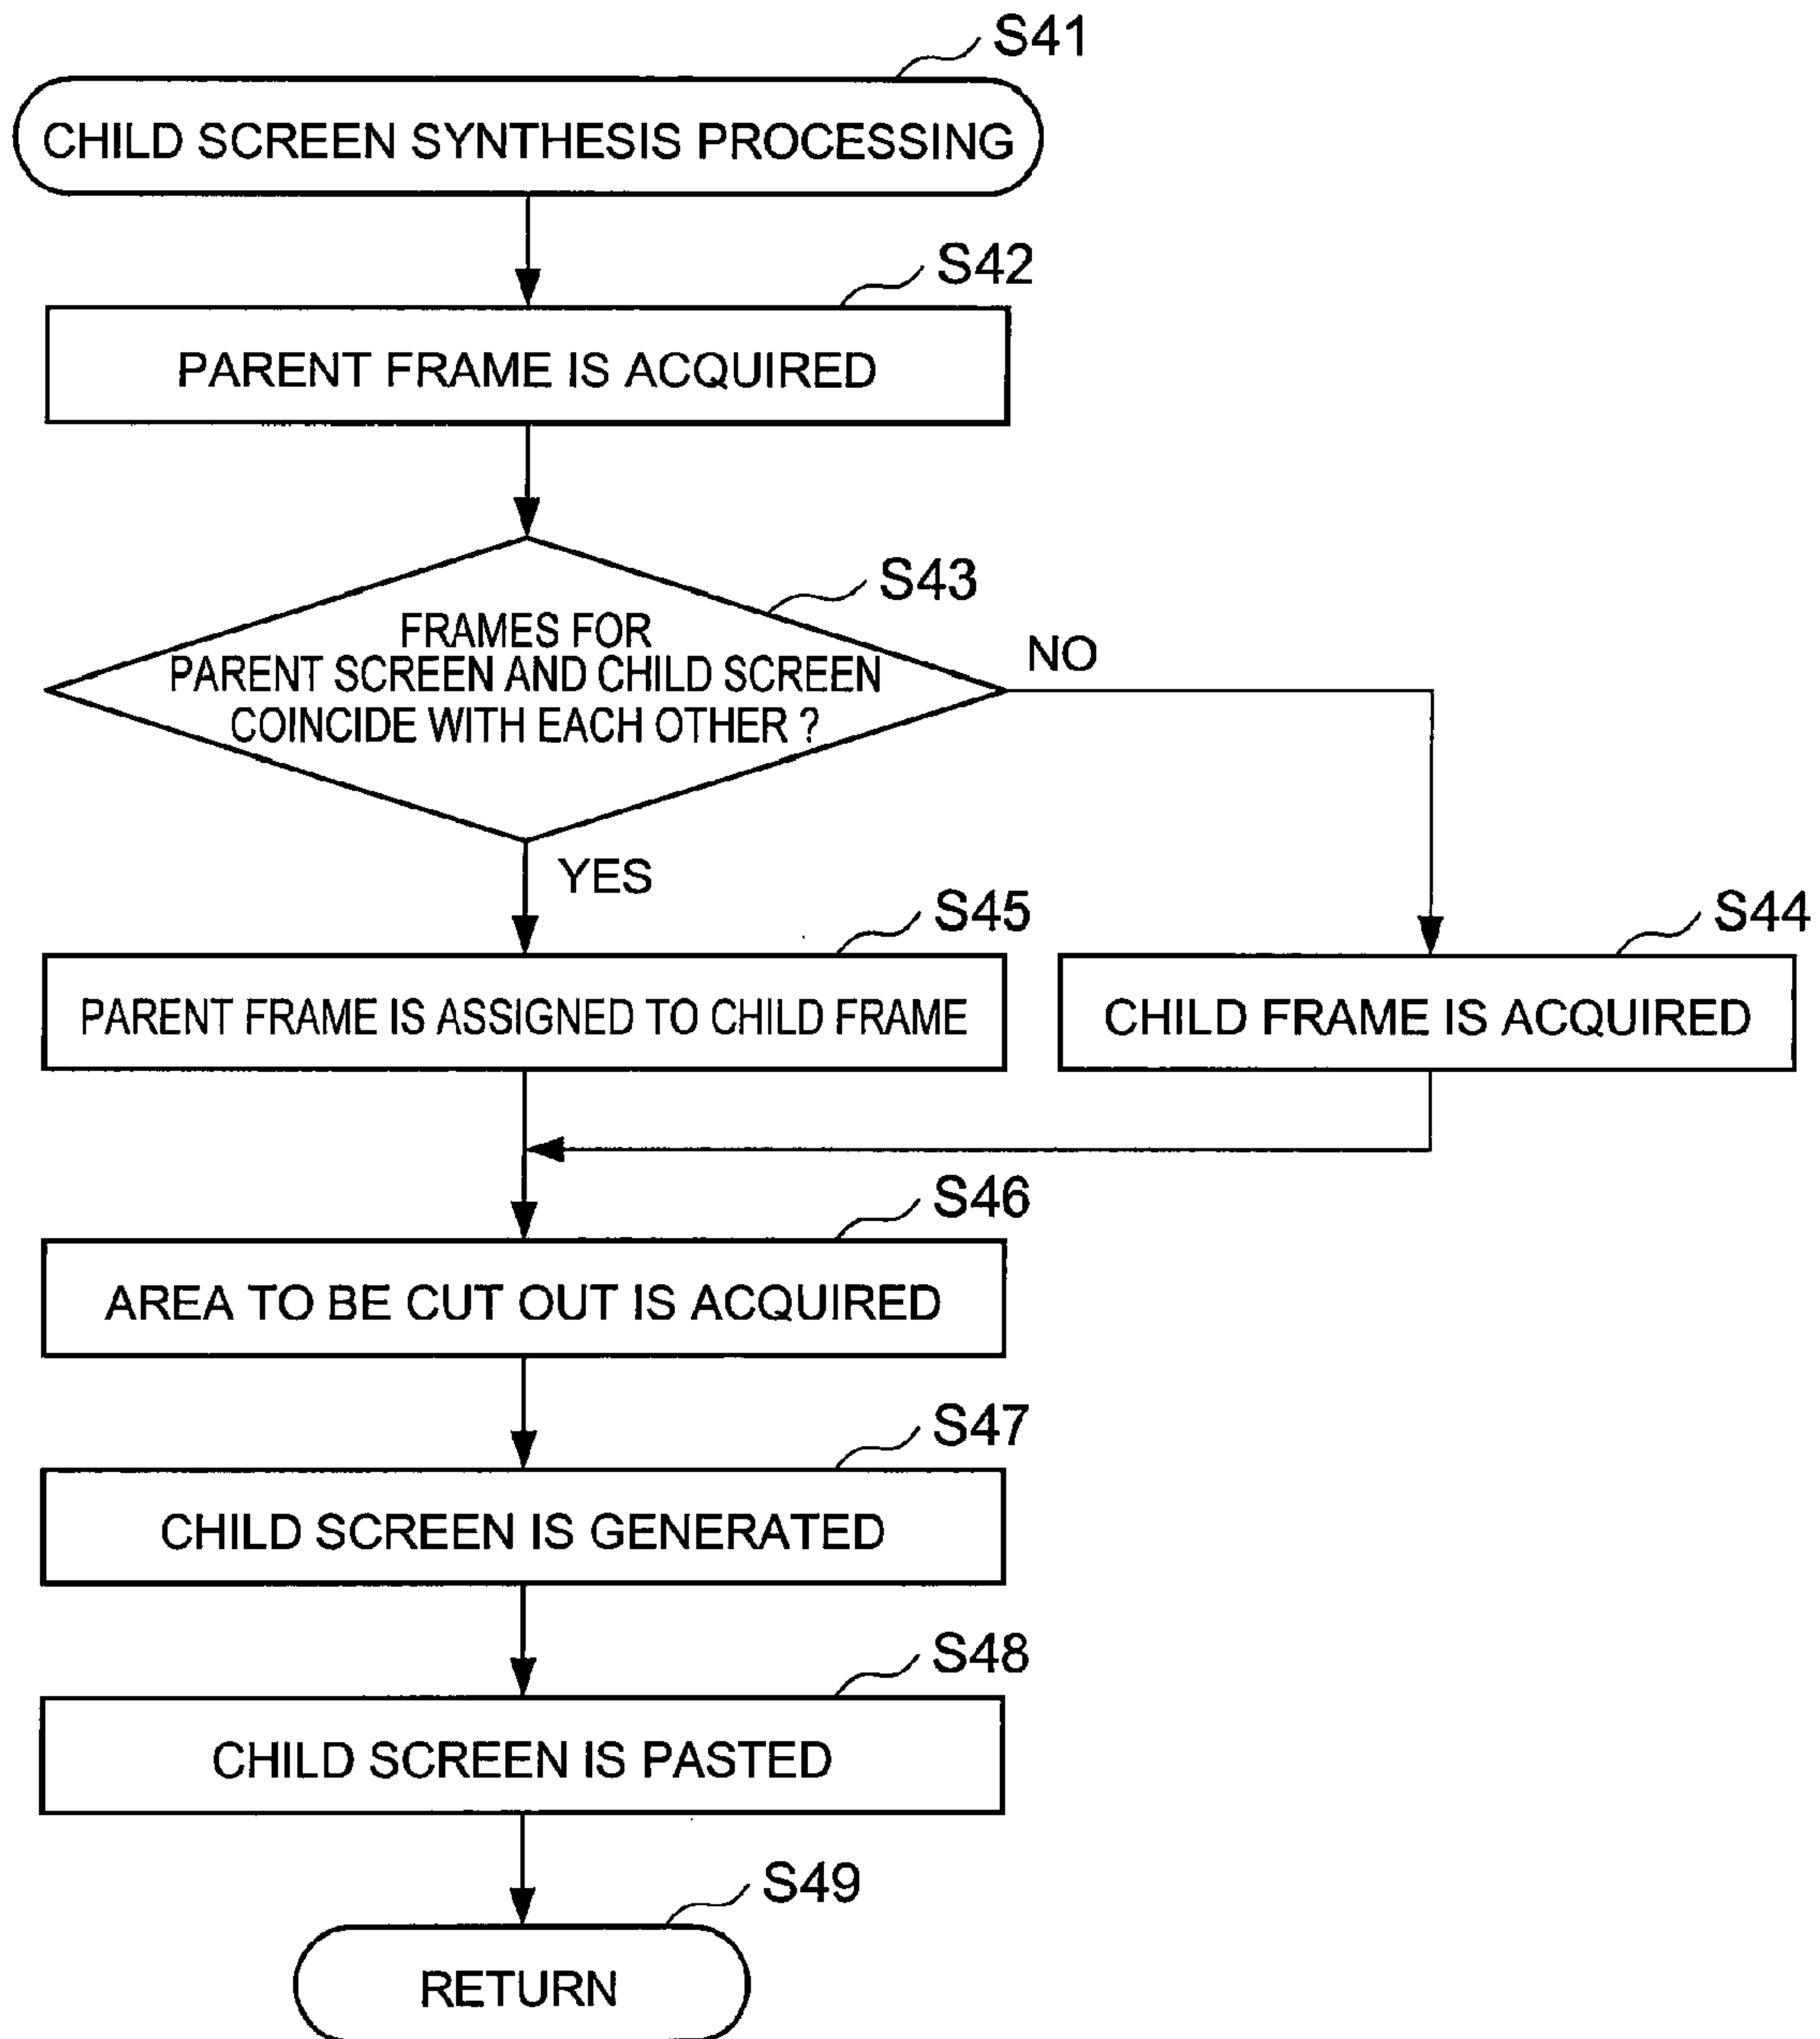 S41
CHILD SCREEN SYNTHESIS PROCESSING
S42
PARENT FRAME IS ACQUIRED
S43
FRAMES FOR
PARENT SCREEN AND CHILD SCREEN
COINCIDE WITH EACH OTHER ?
NO
YES
S45
PARENT FRAME IS ASSIGNED TO CHILD FRAME
S44
CHILD FRAME IS ACQUIRED
S46
AREA TO BE CUT OUT IS ACQUIRED
S47
CHILD SCREEN IS GENERATED
S48
CHILD SCREEN IS PASTED
S49
RETURN